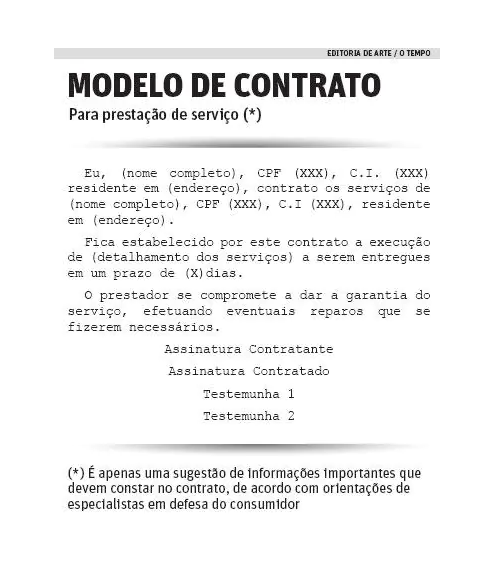 EDITORIA DE ARTE / O TEMPO
MODELO DE CONTRATO
Para prestação de serviço (*)
Eu, (nome completo), CPF (XXX), C.I. (XXX)
residente em (endereço), contrato os serviços de
(nome completo), CPF (XXX), C.I (XXX), residente
em (endereço).
Fica estabelecido por este contrato a execução
de (detalhamento dos serviços) a serem entregues
em um prazo de (X)dias.
O prestador se compromete a dar a garantia do
serviço, efetuando eventuais reparos que se
fizerem necessários.
Assinatura Contratante
Assinatura Contratado
Testemunha 1
Testemunha 2
(*) É apenas uma sugestão de informações importantes que
devem constar no contrato, de acordo com orientações de
especialistas em defesa do consumidor